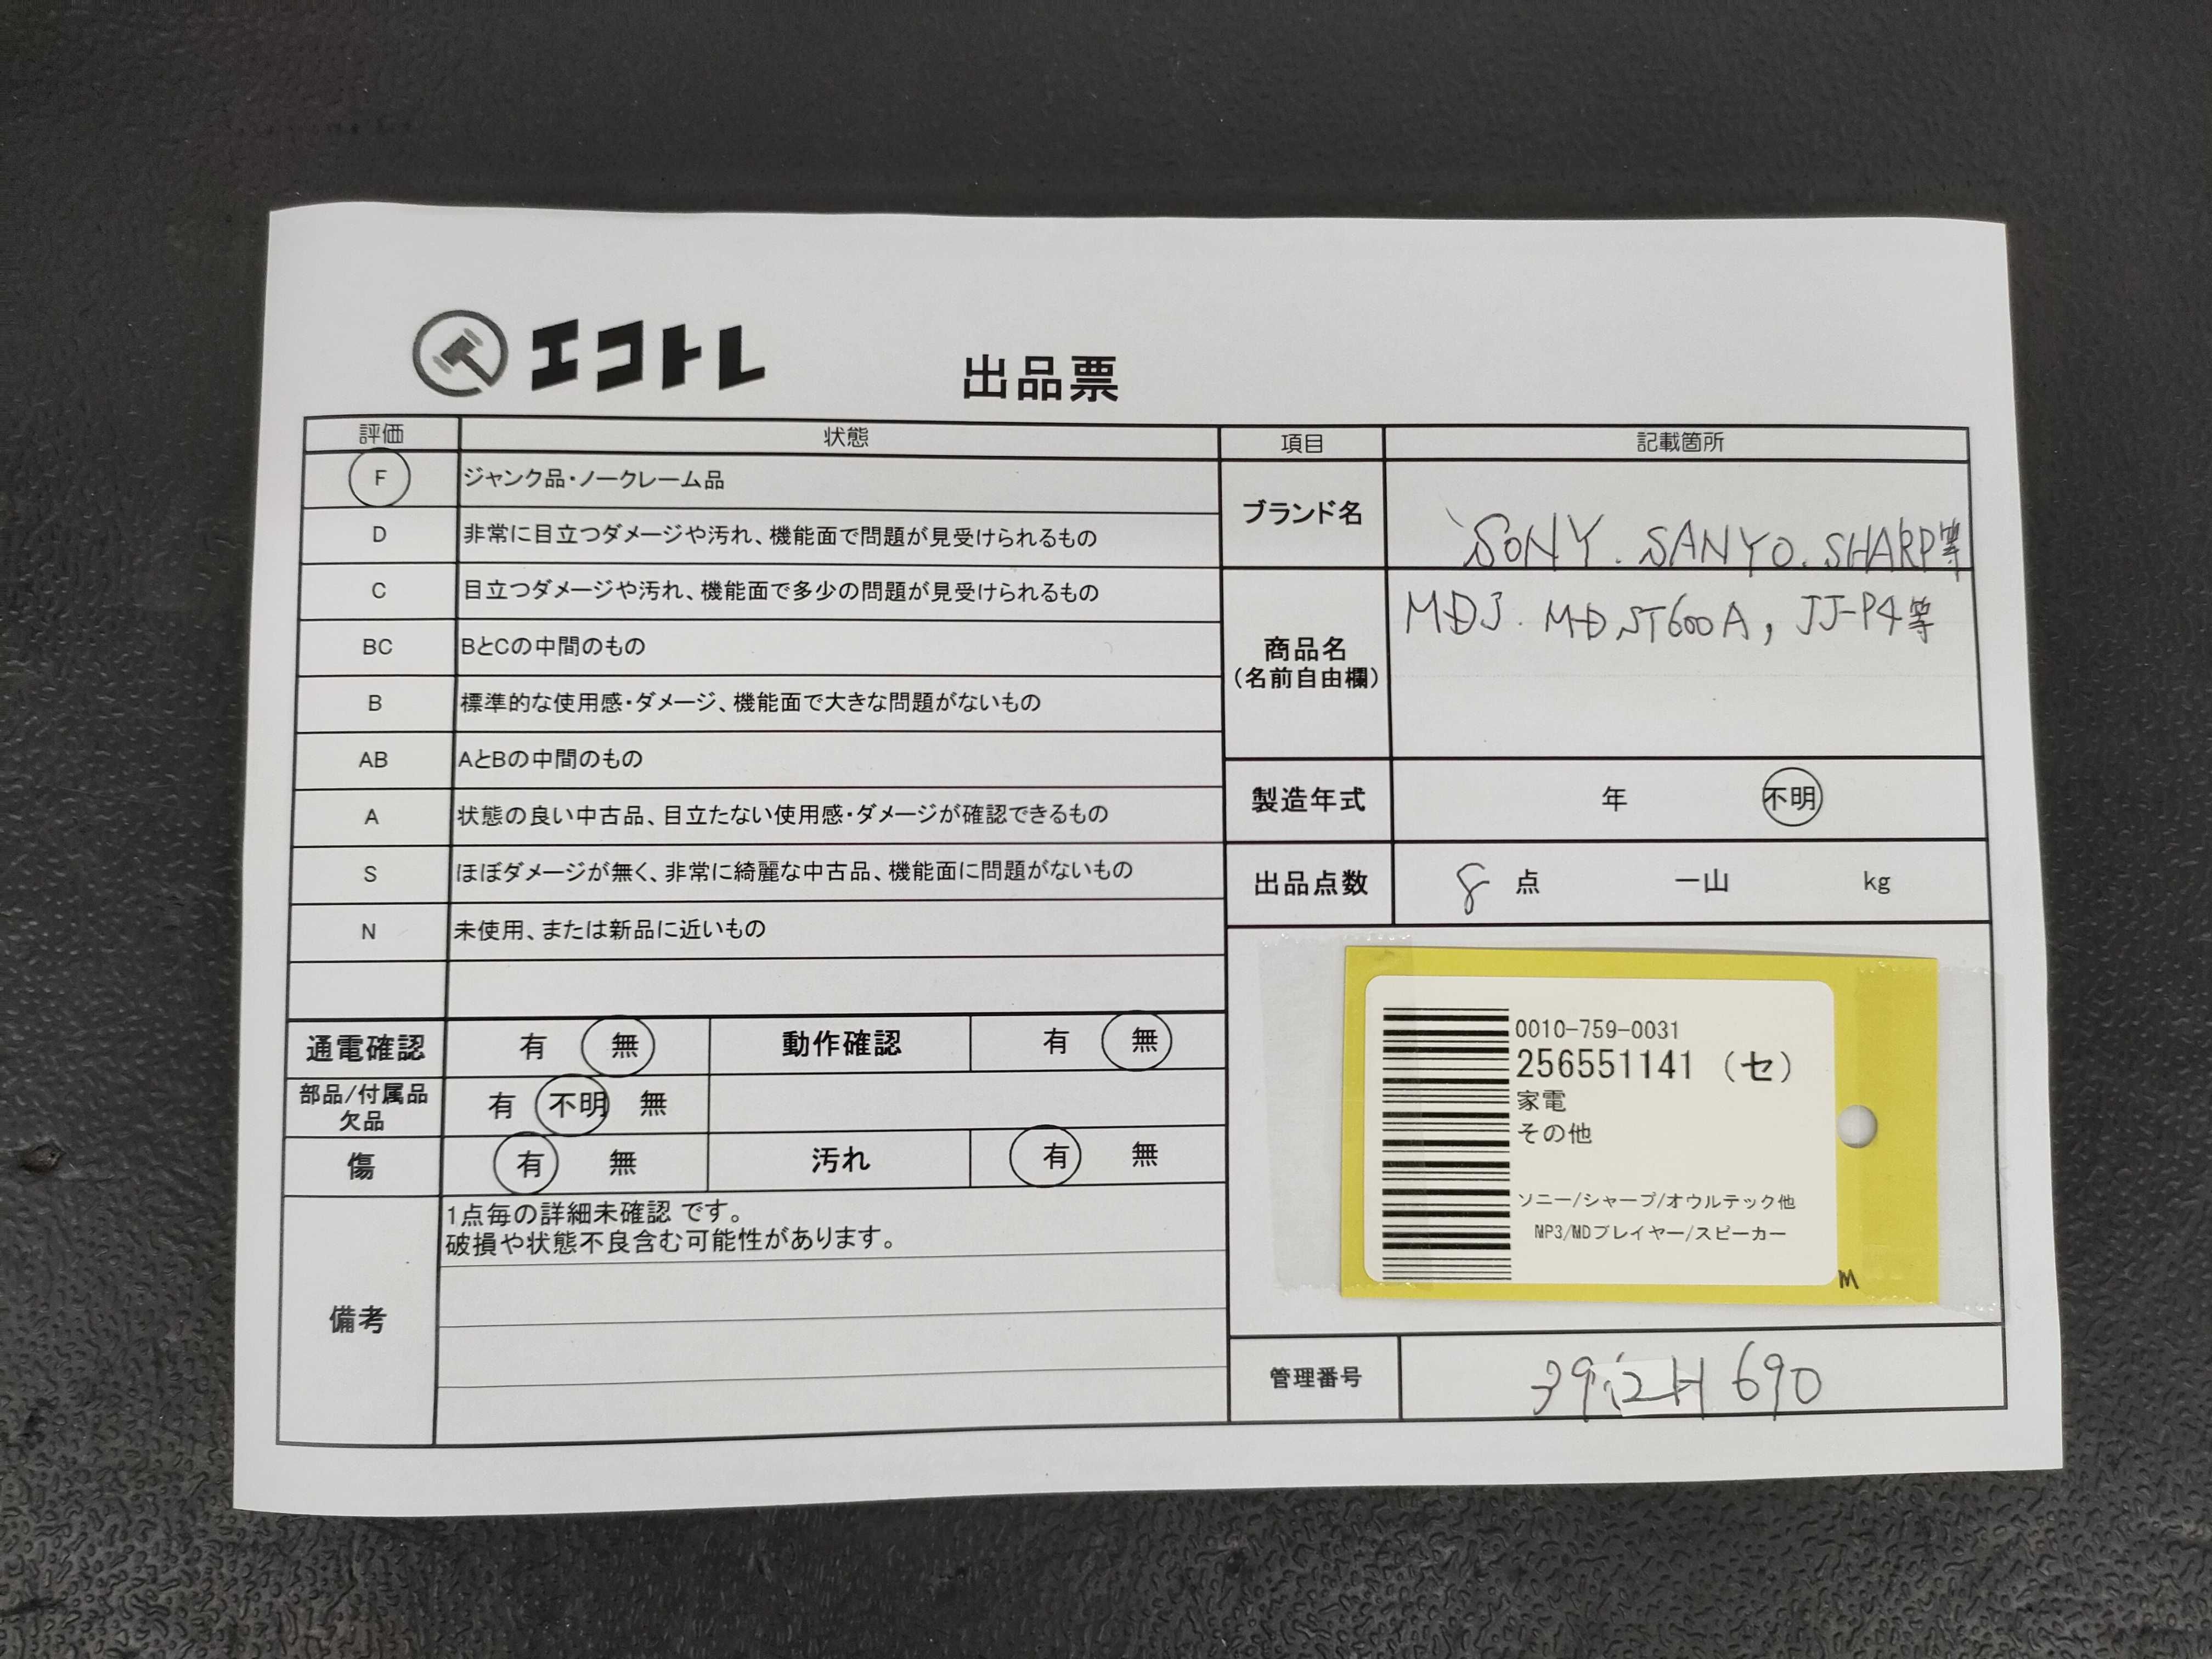 エコトレ
出品票
評価 状態
F ジャンク品・ノークレーム品
D 非常に目立つダメージや汚れ、機能面で問題が見受けられるもの
C 目立つダメージや汚れ、機能面で多少の問題が見受けられるもの
BC BとCの中間のもの
B 標準的な使用感・ダメージ、機能面で大きな問題がないもの
AB AとBの中間のもの
A 状態の良い中古品、目立たない使用感・ダメージが確認できるもの
S ほぼダメージが無く、非常に綺麗な中古品、機能面に問題がないもの
N 未使用、または新品に近いもの
通電確認 有 無 動作確認 有 無
部品/付属品
欠品 有 不明 無
傷 有 無 汚れ 有 無
備考
1点毎の詳細未確認 です。
破損や状態不良含む可能性があります。
項目 記載箇所
ブランド名 SONY. SANYO. SHARP等
商品名
(名前自由欄)
MDJ. MD ST600A, JJ-P4等
製造年式 年 不明
出品点数 8 点 一山 kg
0010-759-0031
256551141 (セ)
家電
その他
ソニー/シャープ/オウルテック他
MP3/MDプレイヤー/スピーカー
M
管理番号 2H 690